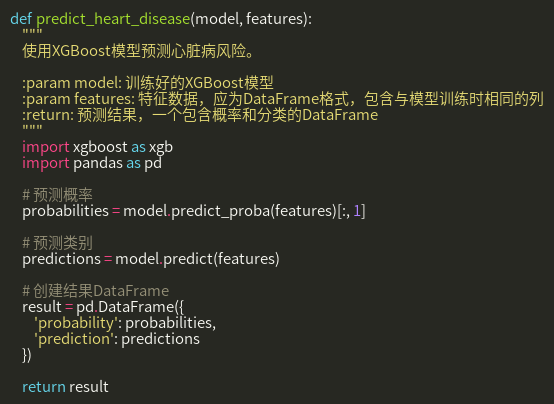 def predict_heart_disease(model, features):
    """
    使用XGBoost模型预测心脏病风险。

    :param model: 训练好的XGBoost模型
    :param features: 特征数据，应为DataFrame格式，包含与模型训练时相同的列
    :return: 预测结果，一个包含概率和分类的DataFrame
    """
    import xgboost as xgb
    import pandas as pd

    # 预测概率
    probabilities = model.predict_proba(features)[:, 1]

    # 预测类别
    predictions = model.predict(features)

    # 创建结果DataFrame
    result = pd.DataFrame({
        'probability': probabilities,
        'prediction': predictions
    })

    return result